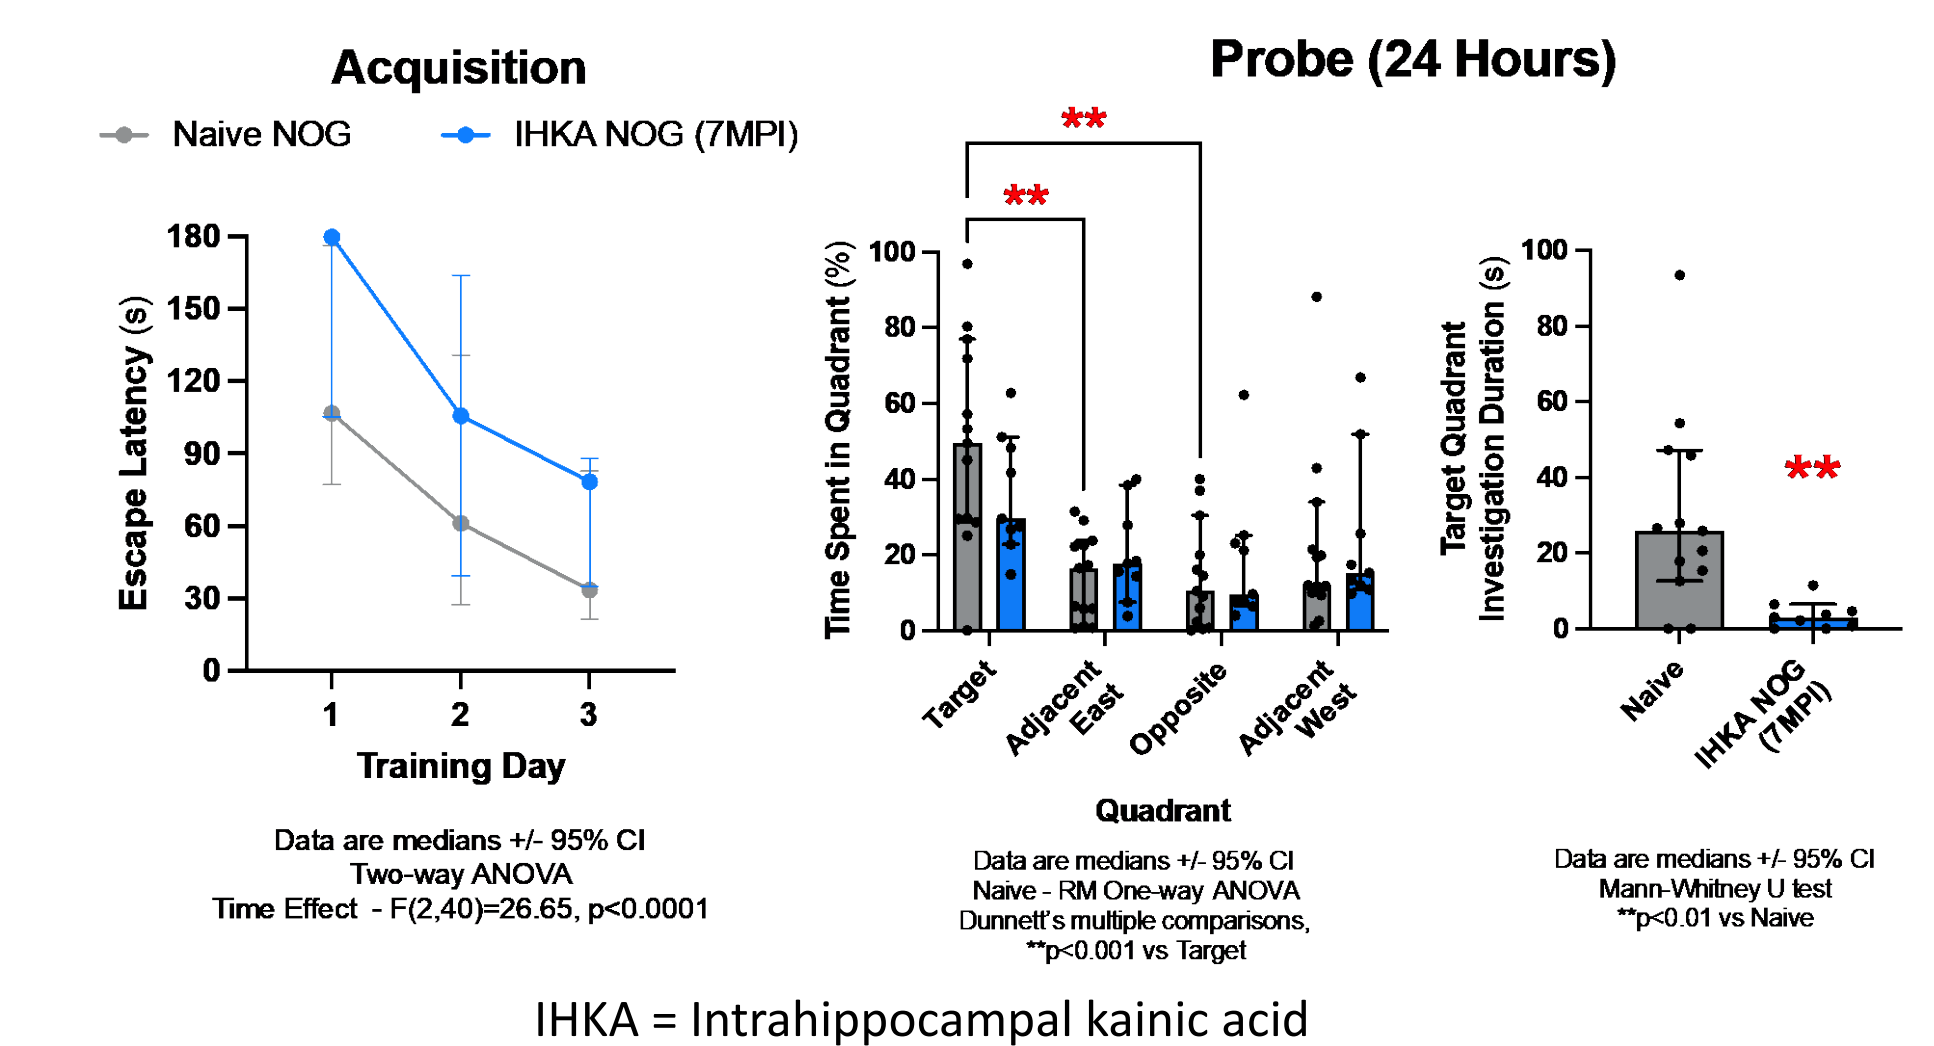 Acquisition
Naive NOG
IHKA NOG (7MPI)
Escape Latency (s)
180
150
120
90
60
30
0
1
2
3
Training Day
Data are medians +/- 95% CI
Two-way ANOVA
Time Effect - F(2,40)=26.65, p<0.0001
Probe (24 Hours)
**
**
Time Spent in Quadrant (%)
100
80
60
40
20
0
Target
Adjacent
East
Opposite
Adjacent
West
Quadrant
Data are medians +/- 95% CI
Naive - RM One-way ANOVA
Dunnett's multiple comparisons,
**p<0.001 vs Target
Target Quadrant
Investigation Duration (s)
100
80
60
40
20
0
**
Naive
IHKA NOG
(7MPI)
Data are medians +/- 95% CI
Mann-Whitney U test
**p<0.01 vs Naive
IHKA = Intrahippocampal kainic acid